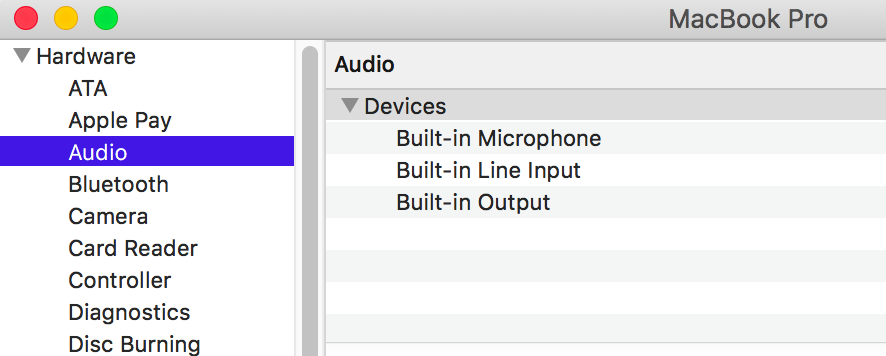 MacBook Pro
Hardware
ATA
Apple Pay
Audio
Bluetooth
Camera
Card Reader
Controller
Diagnostics
Disc Burning
Audio
Devices
Built-in Microphone
Built-in Line Input
Built-in Output